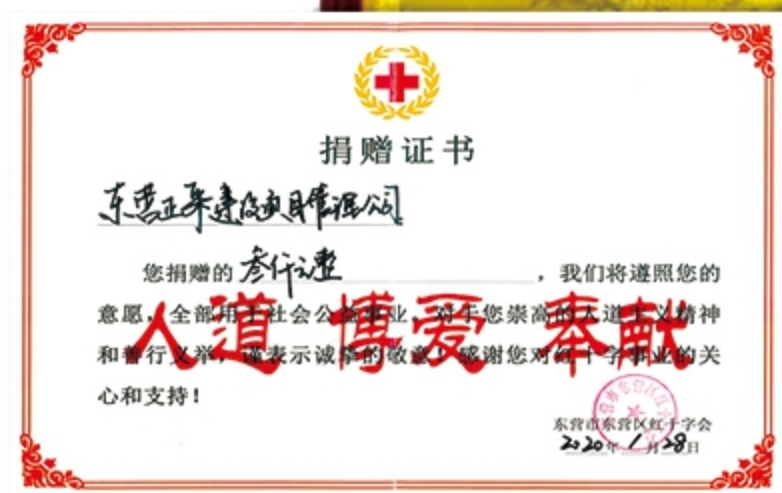 捐赠证书
东营正集建设项目管理公司
您捐赠的 叁仟元整 ，我们将遵照您的
意愿，全部用于社会公益事业。对于您崇高的人道主义精神
和善行义举，谨表示诚挚的敬意！感谢您对红十字事业的关
心和支持！
人道 博爱 奉献
东营市东营区红十字会
2020年1月28日